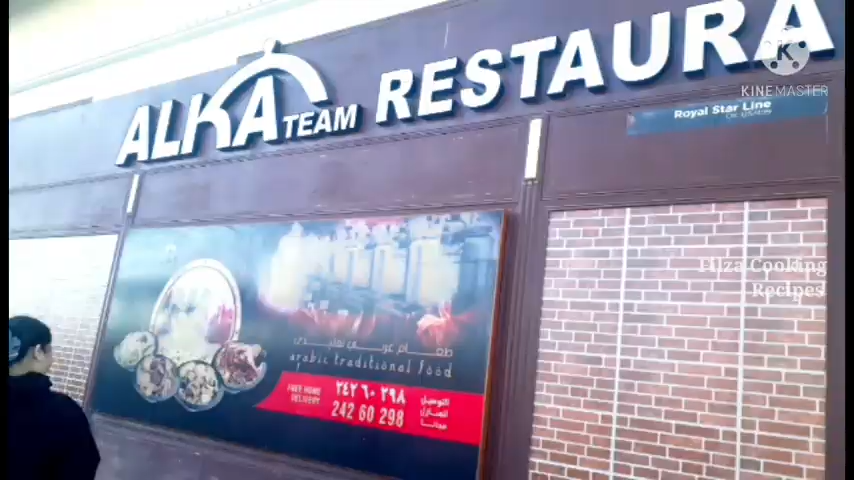 ALKA TEAM RESTAURA
KINEMASTER
Royal Star Line
Filza Cooking
Recipes
طعام عربي تقليدي
arabic traditional food
FREE HOME
DELIVERY
٢٤٢ ٦٠ ٢٩٨
242 60 298
التوصيل
للمنازل
مجانا